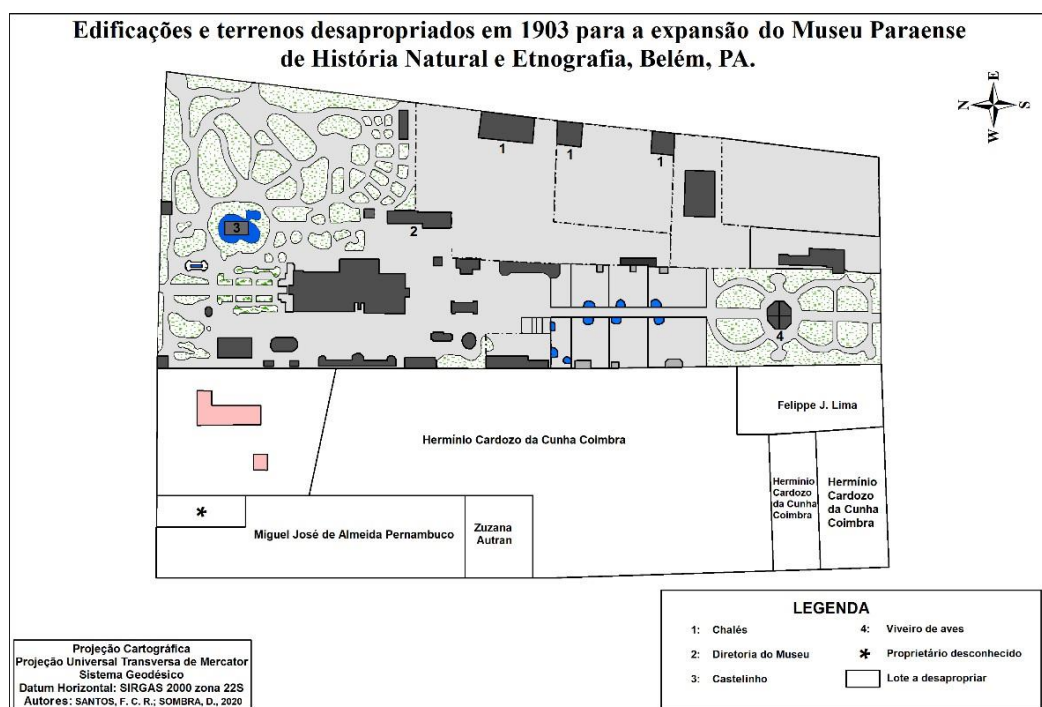 Edificações e terrenos desapropriados em 1903 para a expansão do Museu Paraense
de História Natural e Etnografia, Belém, PA.
E
N
S
W
1
1
1
2
3
4
Felippe J. Lima
Hermínio Cardozo da Cunha Coimbra
Hermínio
Cardozo
da Cunha
Coimbra
Hermínio
Cardozo
da Cunha
Coimbra
*
Miguel José de Almeida Pernambuco
Zuzana
Autran
LEGENDA
1: Chalés
2: Diretoria do Museu
3: Castelinho
4: Viveiro de aves
* Proprietário desconhecido
Lote a desapropriar
Projeção Cartográfica
Projeção Universal Transversa de Mercator
Sistema Geodésico
Datum Horizontal: SIRGAS 2000 zona 22S
Autores: SANTOS, F. C. R.; SOMBRA, D., 2020